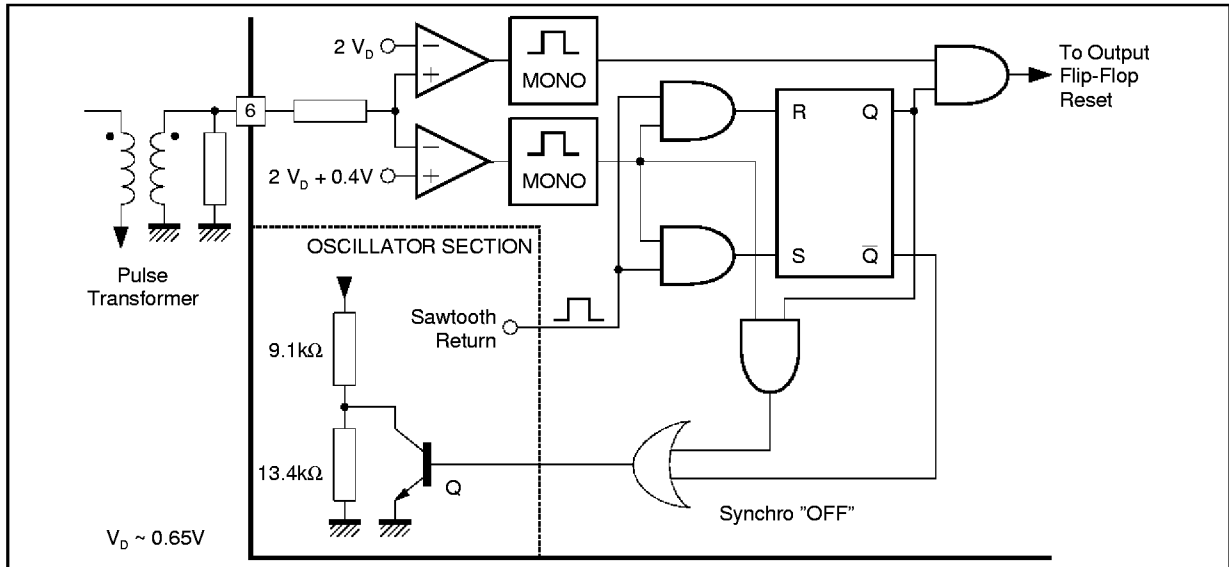 2 V_D
MONO
To Output
Flip-Flop
Reset
6
R
Q
2 V_D + 0.4V
MONO
OSCILLATOR SECTION
S
Q̅
Pulse
Transformer
Sawtooth
Return
9.1kΩ
13.4kΩ
Q
Synchro "OFF"
V_D ~ 0.65V